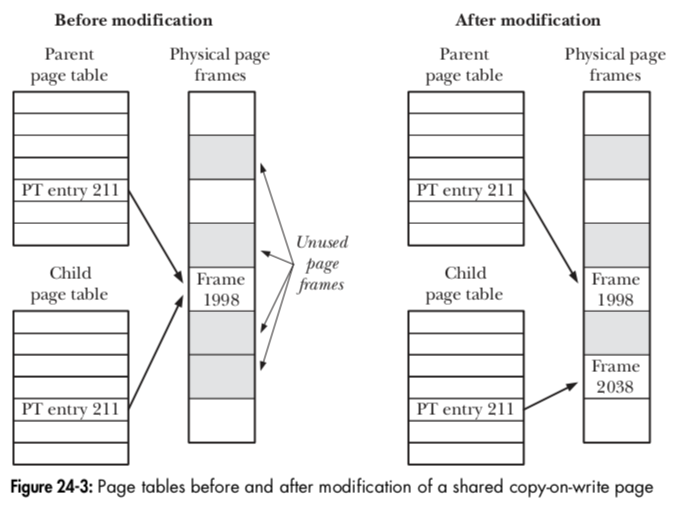 Before modification
Parent
page table
Physical page
frames
PT entry 211
Unused
page
frames
Child
page table
Frame
1998
PT entry 211
After modification
Parent
page table
Physical page
frames
PT entry 211
Child
page table
Frame
1998
Frame
2038
PT entry 211
Figure 24-3: Page tables before and after modification of a shared copy-on-write page